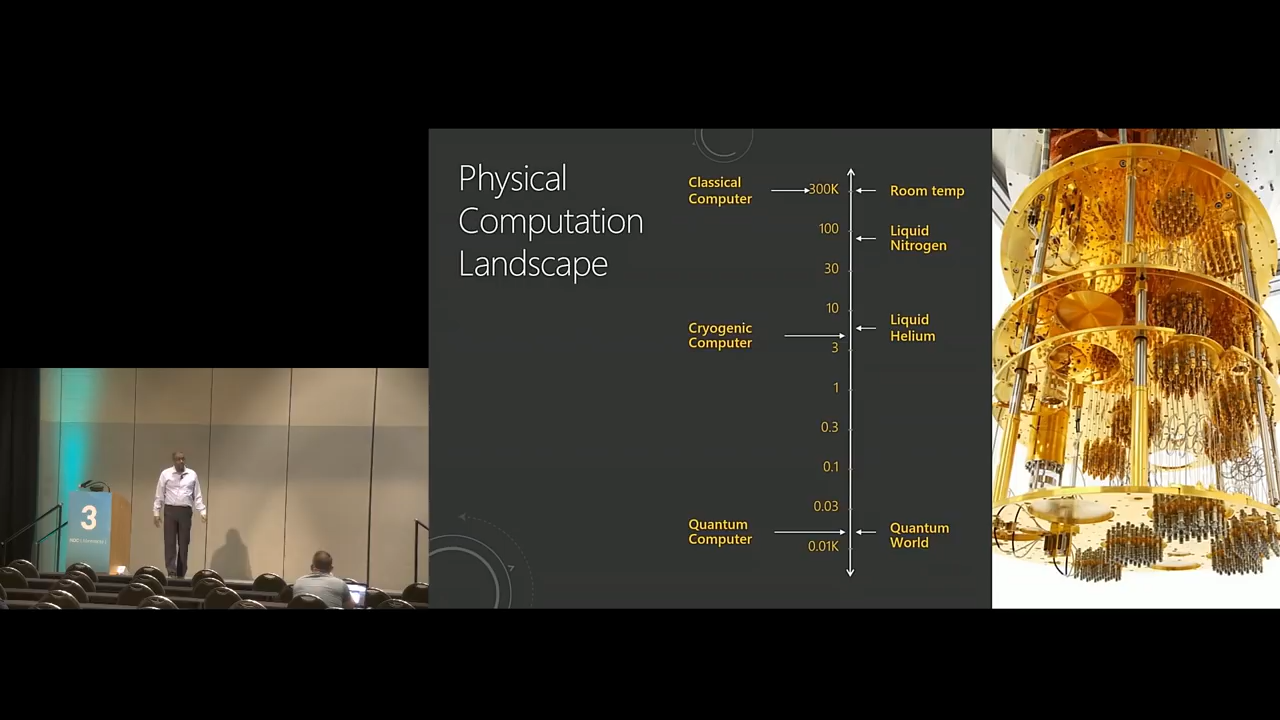 Physical
Computation
Landscape
Classical
Computer
300K
Room temp
100
Liquid
Nitrogen
30
10
Liquid
Helium
Cryogenic
Computer
3
1
0.3
0.1
0.03
Quantum
Computer
Quantum
World
0.01K
3